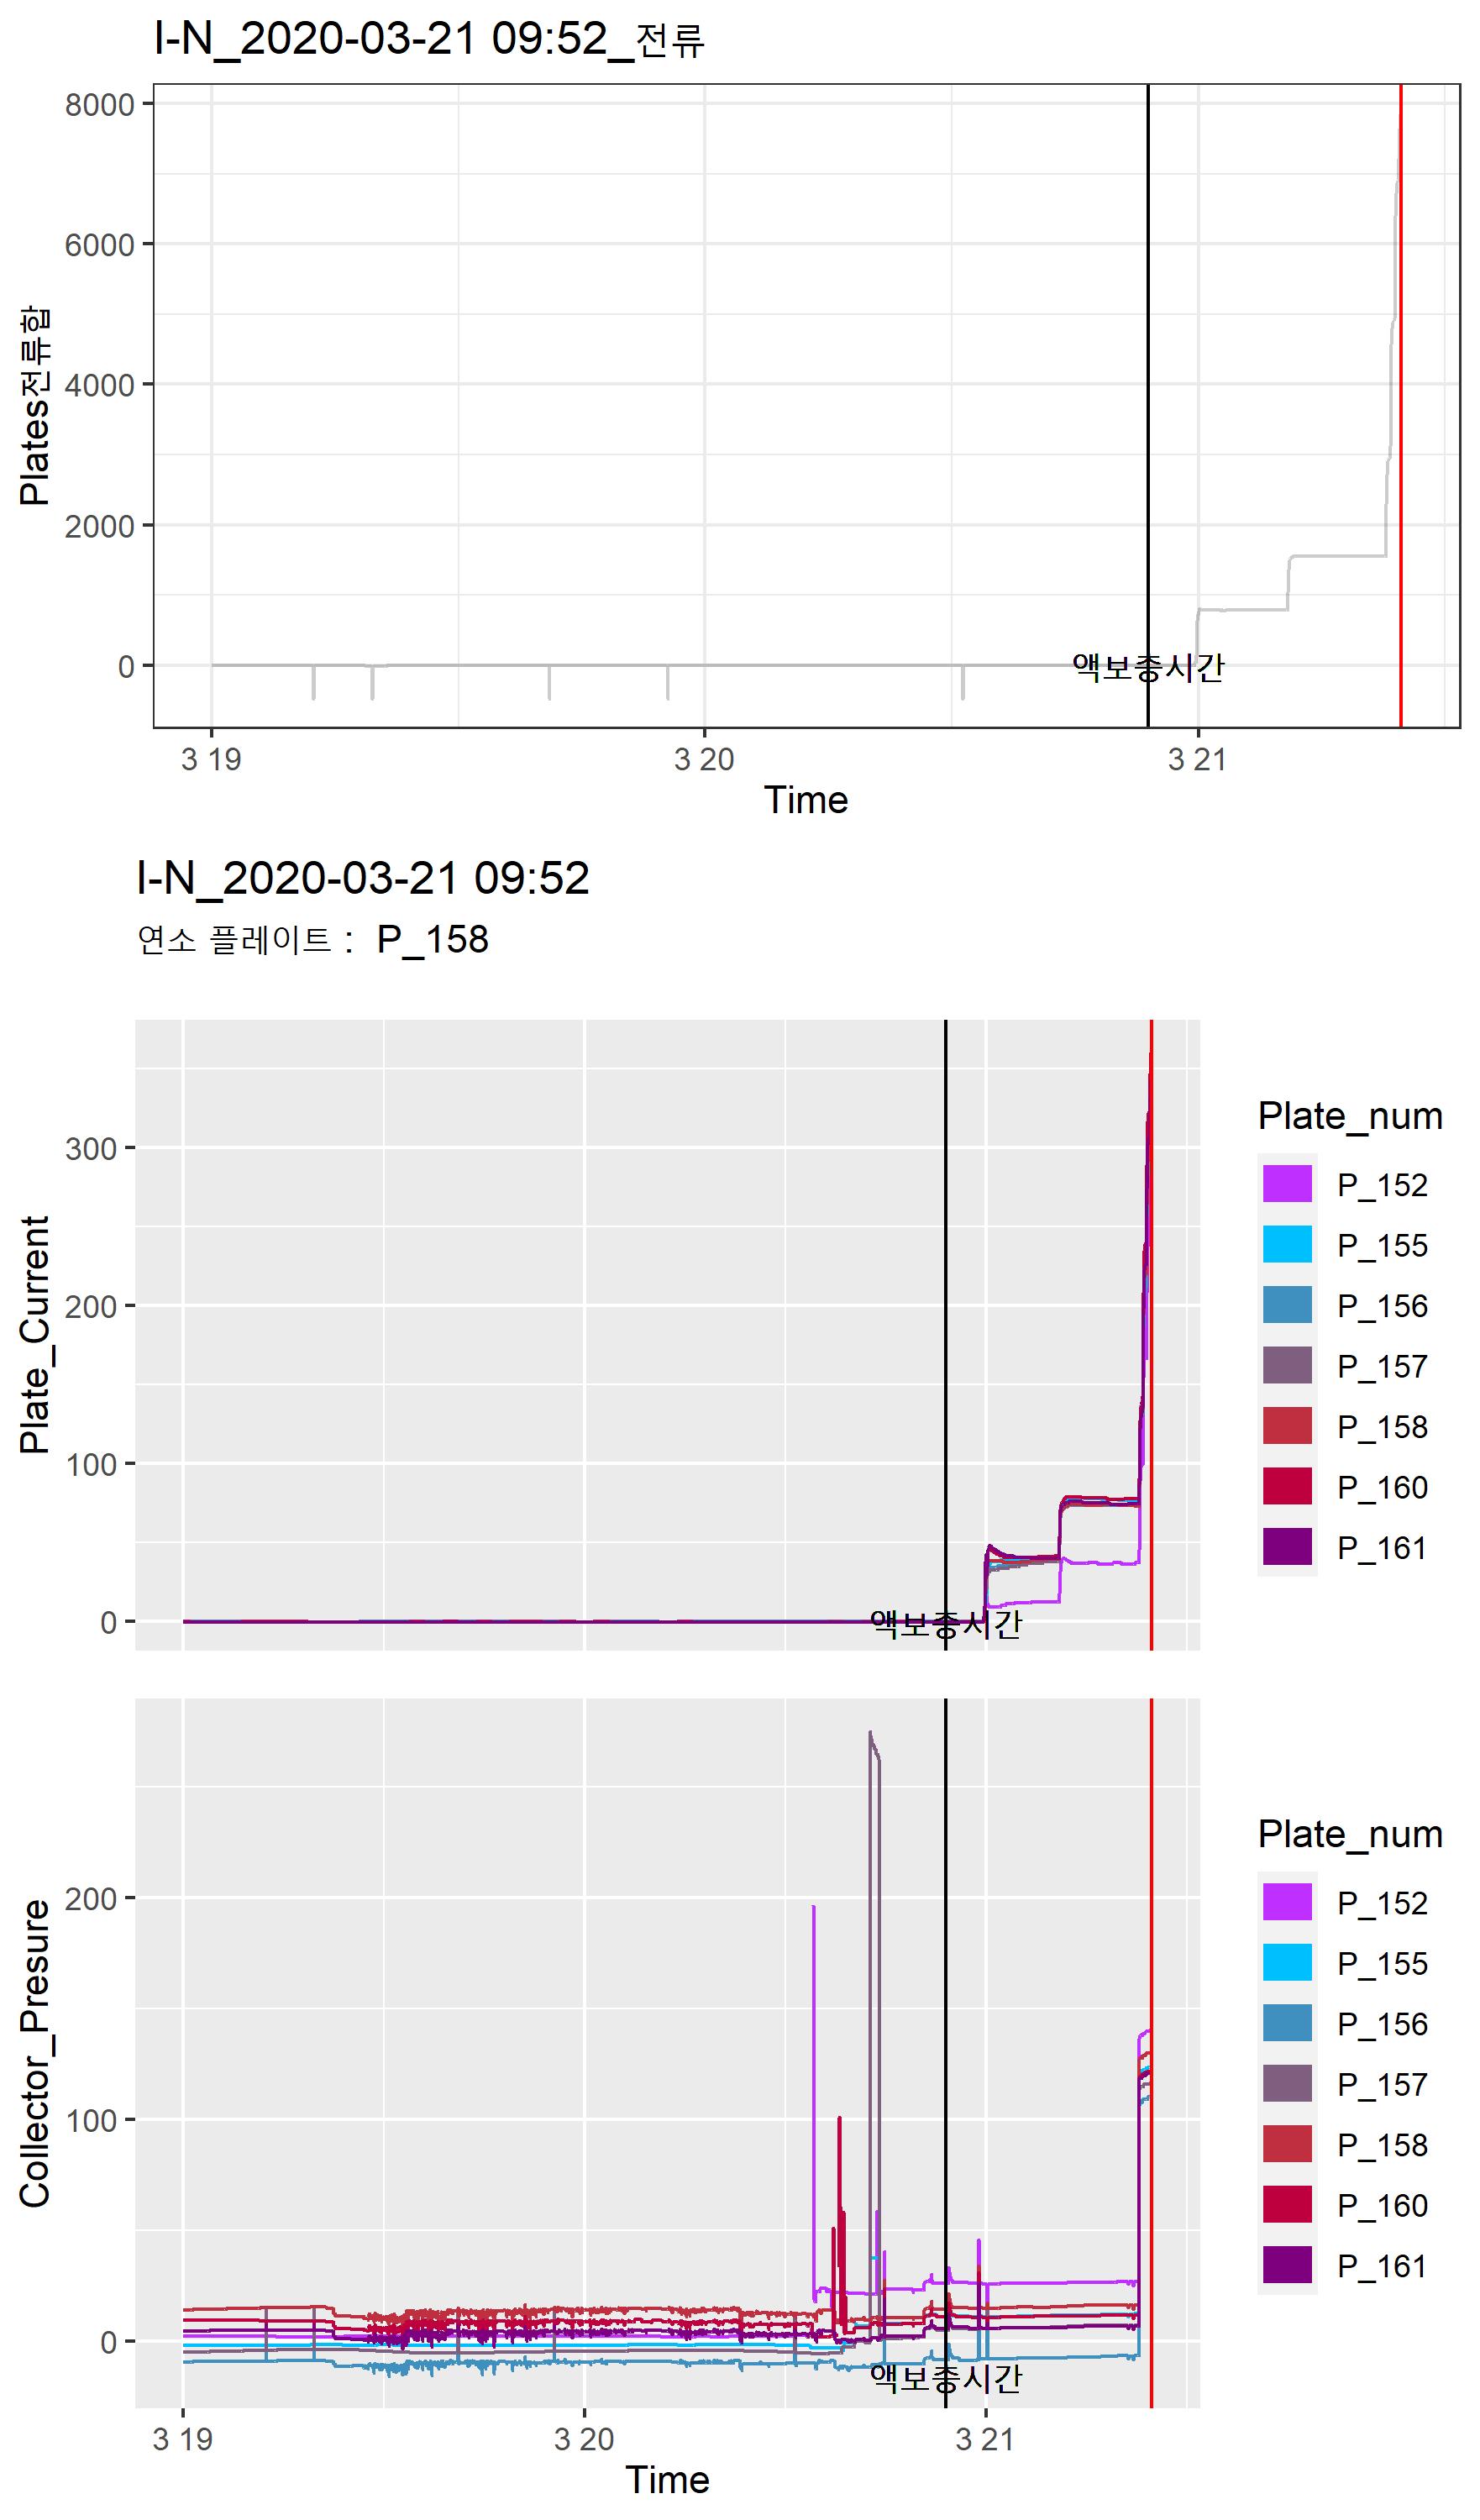 I-N_2020-03-21 09:52_전류
8000
6000
4000
2000
0
Plates전류합
액보충시간
3 19
3 20
3 21
Time
I-N_2020-03-21 09:52
연소 플레이트 : P_158
300
200
100
0
Plate_Current
액보충시간
Plate_num
P_152
P_155
P_156
P_157
P_158
P_160
P_161
200
100
0
Collector_Presure
액보충시간
3 19
3 20
3 21
Time
Plate_num
P_152
P_155
P_156
P_157
P_158
P_160
P_161